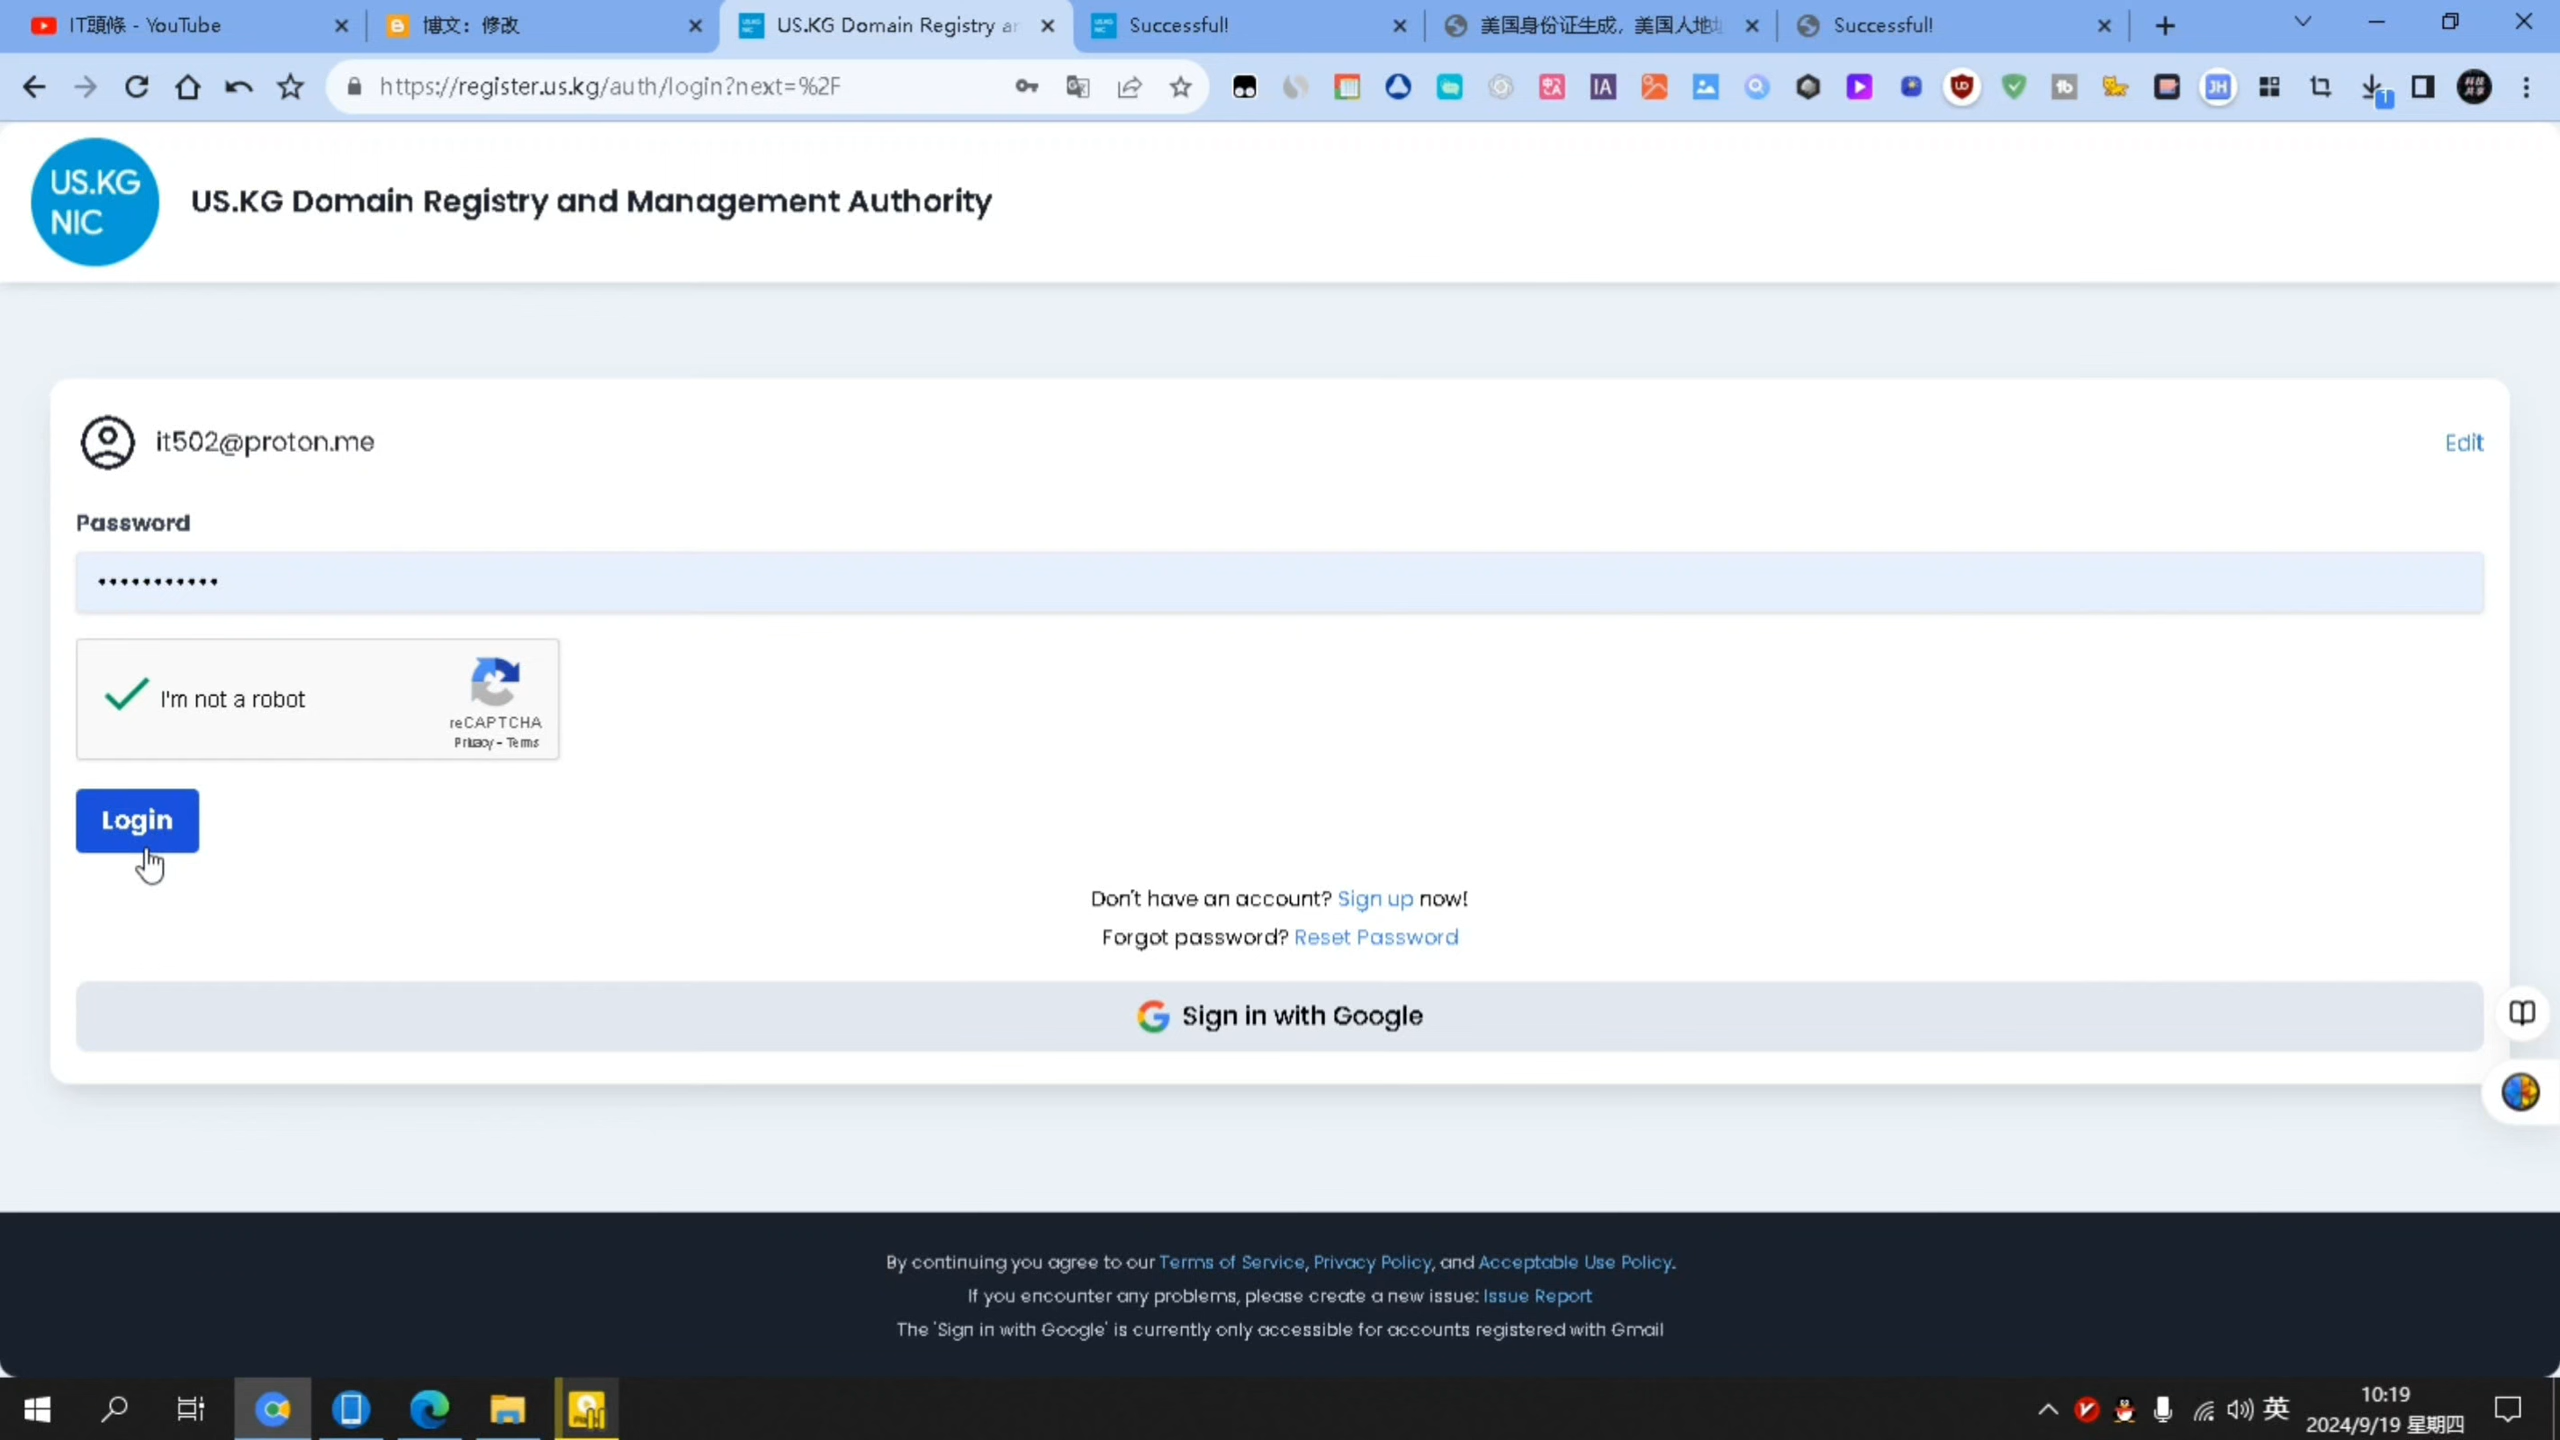 IT頭條 - YouTube
博文：修改
US.KG Domain Registry ar
Successful!
美国身份证生成，美国人地址
Successful!
https://register.us.kg/auth/login?next=%2F
US.KG
NIC
US.KG Domain Registry and Management Authority
it502@proton.me
Edit
Password
I'm not a robot
reCAPTCHA
Privacy - Terms
Login
Don't have an account? Sign up now!
Forgot password? Reset Password
Sign in with Google
By continuing you agree to our Terms of Service, Privacy Policy, and Acceptable Use Policy.
If you encounter any problems, please create a new issue: Issue Report
The 'Sign in with Google' is currently only accessible for accounts registered with Gmail
英
10:19
2024/9/19 星期四